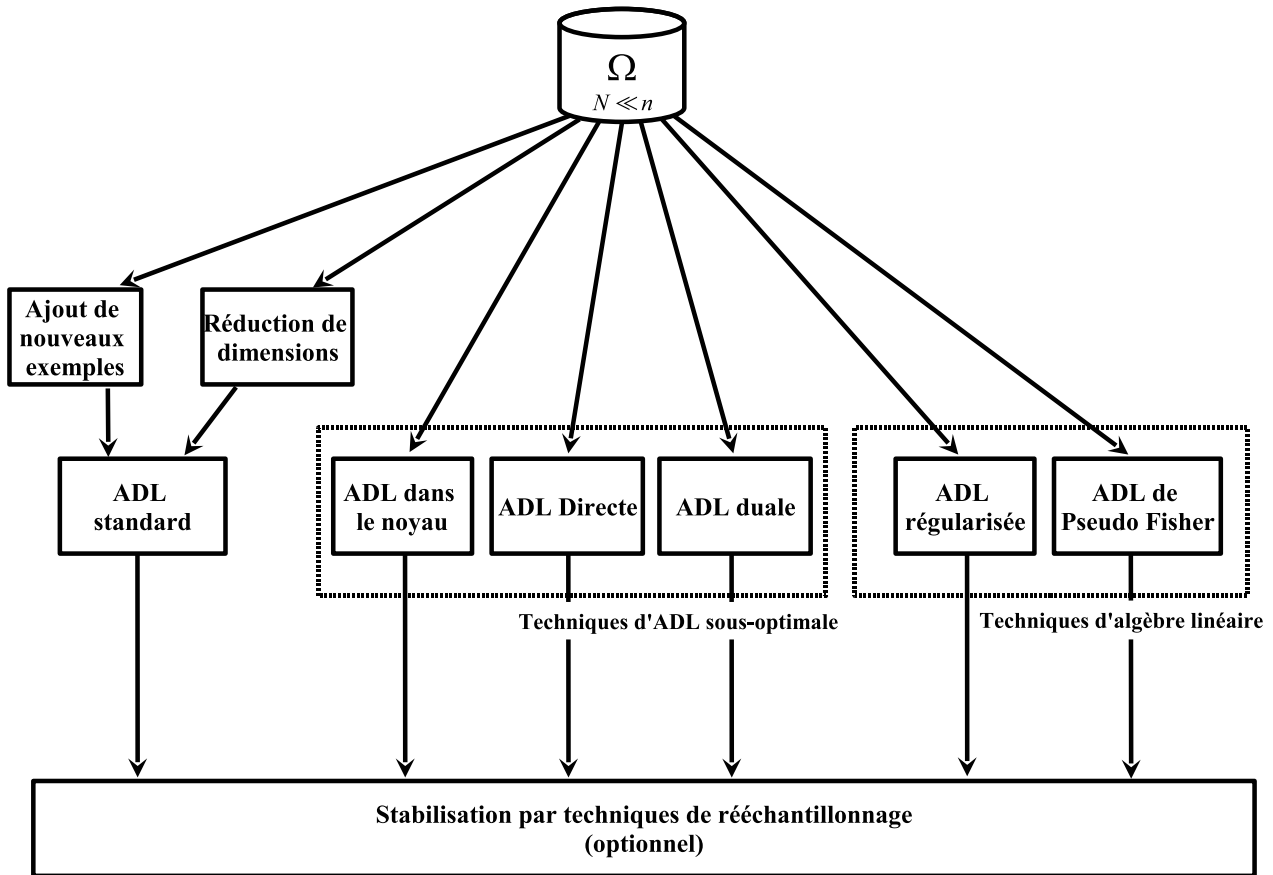 Ω
N ≪ n
Ajout de
nouveaux
exemples
Réduction de
dimensions
ADL
standard
ADL dans
le noyau
ADL Directe
ADL duale
ADL
régularisée
ADL de
Pseudo Fisher
Techniques d'ADL sous-optimale
Techniques d'algèbre linéaire
Stabilisation par techniques de rééchantillonnage
(optionnel)